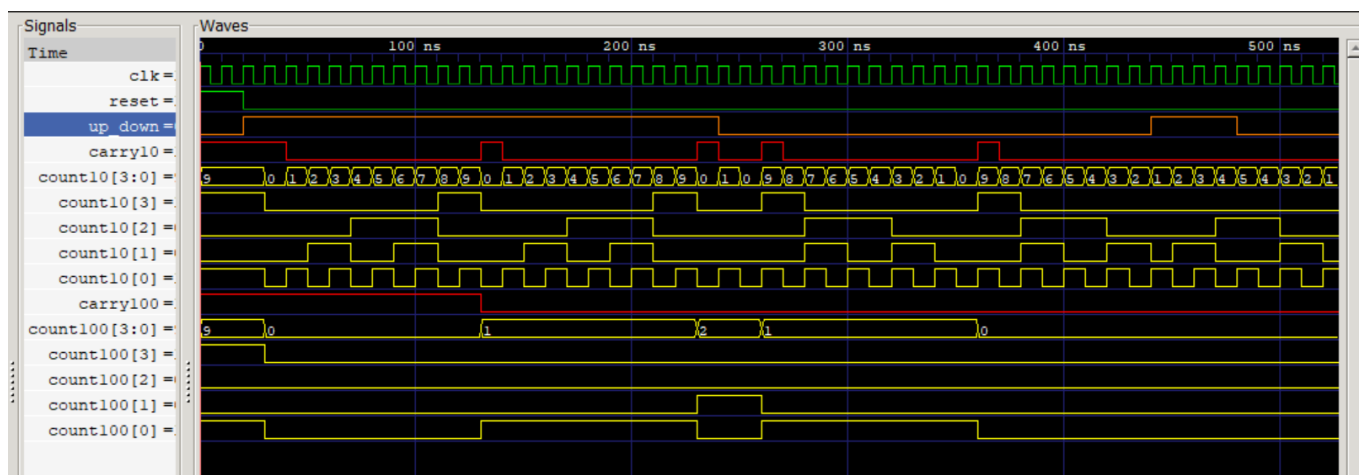 Signals Waves
Time 100 ns 200 ns 300 ns 400 ns 500 ns
clk =
reset =
up_down =
carry10 =
count10[3:0] = 9 0 1 2 3 4 5 6 7 8 9 0 1 2 3 4 5 6 7 8 9 0 1 0 9 8 7 6 5 4 3 2 1 0 9 8 7 6 5 4 3 2 1 2 3 4 5 4 3 2 1
count10[3] =
count10[2] =
count10[1] =
count10[0] =
carry100 =
count100[3:0] = 9 0 1 2 1 0
count100[3] =
count100[2] =
count100[1] =
count100[0] =